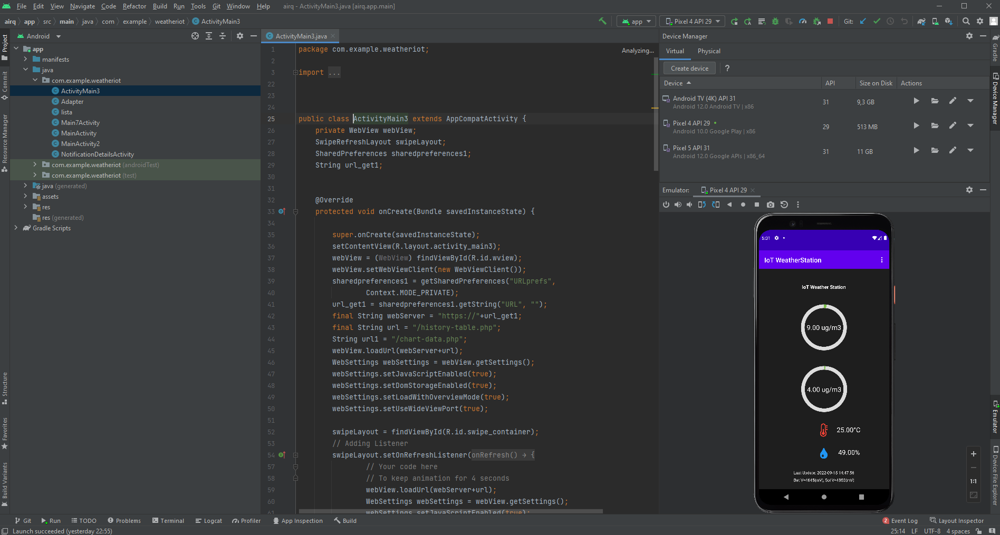 File Edit View Navigate Code Refactor Build Run Tools Git Window Help airq - ActivityMain3.java [airq.app.main]
airq app src main java com example weatheriot ActivityMain3
app Pixel 4 API 29 Git:
Project
Commit
Resource Manager
Structure
Favorites
Build Variants
Android
app
manifests
java
com.example.weatheriot
ActivityMain3
Adapter
lista
Main7Activity
MainActivity
MainActivity2
NotificationDetailsActivity
com.example.weatheriot (androidTest)
com.example.weatheriot (test)
java (generated)
assets
res
res (generated)
Gradle Scripts
ActivityMain3.java
Analyzing...
1 package com.example.weatheriot;
2
3 import ...
22
23
24
25 public class ActivityMain3 extends AppCompatActivity {
26 private WebView webView;
27 SwipeRefreshLayout swipeLayout;
28 SharedPreferences sharedpreferences1;
29 String url_get1;
30
31
32 @Override
33 protected void onCreate(Bundle savedInstanceState) {
34
35 super.onCreate(savedInstanceState);
36 setContentView(R.layout.activity_main3);
37 webView = (WebView) findViewById(R.id.wview);
38 webView.setWebViewClient(new WebViewClient());
39 sharedpreferences1 = getSharedPreferences("URLprefs",
40 Context.MODE_PRIVATE);
41 url_get1 = sharedpreferences1.getString("URL", "");
42 final String webServer = "https://"+url_get1;
43 final String url = "/history-table.php";
44 String url1 = "/chart-data.php";
45 webView.loadUrl(webServer+url);
46 WebSettings webSettings = webView.getSettings();
47 webSettings.setJavaScriptEnabled(true);
48 webSettings.setDomStorageEnabled(true);
49 webSettings.setLoadWithOverviewMode(true);
50 webSettings.setUseWideViewPort(true);
51
52 swipeLayout = findViewById(R.id.swipe_container);
53 // Adding Listener
54 swipeLayout.setOnRefreshListener(onRefresh() → {
57 // Your code here
58 // To keep animation for 4 seconds
59 webView.loadUrl(webServer+url);
60 WebSettings webSettings = webView.getSettings();
61 webSettings.setJavaScriptEnabled(true);
Device Manager
Virtual Physical
Create device ?
Device API Size on Disk Actions
Android TV (4K) API 31
Android 12.0 Android TV | x86
31 9,3 GB
Pixel 4 API 29
Android 10.0 Google Play | x86
29 513 MB
Pixel 5 API 31
Android 12.0 Google APIs | x86_64
31 11 GB
Emulator: Pixel 4 API 29
5:01
IoT WeatherStation
IoT Weather Station
9.00 ug/m3
4.00 ug/m3
25.00°C
49.00%
Last Update: 2022-09-15 14:47:56
Bat V=4645(mV), Sol V=4853(mV)
1:1
Gradle
Device Manager
Emulator
Device File Explorer
Git Run TODO Problems Terminal Logcat Profiler App Inspection Build
2 Event Log Layout Inspector
Launch succeeded (yesterday 22:55)
25:14 LF UTF-8 4 spaces